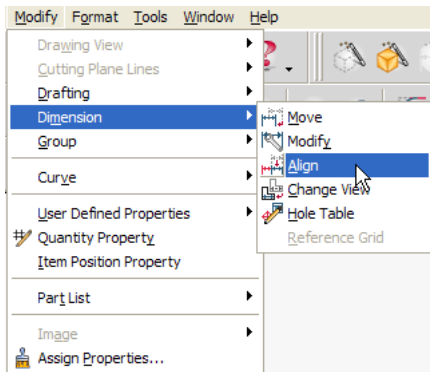 Modify Format Tools Window Help
Drawing View
Cutting Plane Lines
Drafting
Dimension
Move
Group
Modify
Align
Curve
Change View
User Defined Properties
Hole Table
Quantity Property
Reference Grid
Item Position Property
Part List
Image
Assign Properties...